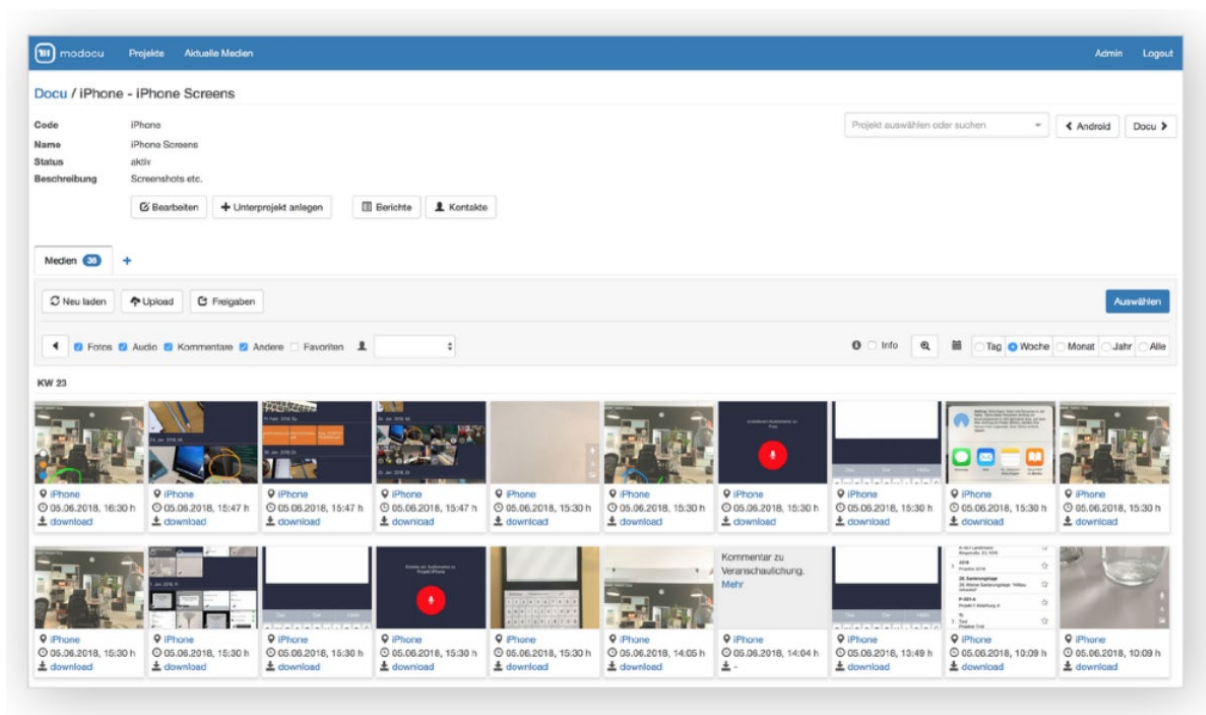 modocu Projekte Aktuelle Medien Admin Logout
Docu / iPhone - iPhone Screens
Code iPhone
Projekt auswählen oder suchen Android Docu
Name iPhone Screens
Status aktiv
Beschreibung Screenshots etc.
Bearbeiten + Unterprojekt anlegen Berichte Kontakte
Medien 38 +
Neu laden Upload Freigaben Auswählen
Fotos Audio Kommentare Andere Favoriten Info Tag Woche Monat Jahr Alle
KW 23
iPhone iPhone iPhone iPhone iPhone iPhone iPhone iPhone iPhone iPhone
05.06.2018, 16:30 h 05.06.2018, 15:47 h 05.06.2018, 15:47 h 05.06.2018, 15:47 h 05.06.2018, 15:30 h 05.06.2018, 15:30 h 05.06.2018, 15:30 h 05.06.2018, 15:30 h 05.06.2018, 15:30 h 05.06.2018, 15:30 h
download download download download download download download download download download
Kommentar zu
Veranschaulichung.
Mehr
iPhone iPhone iPhone iPhone iPhone iPhone iPhone iPhone iPhone iPhone
05.06.2018, 15:30 h 05.06.2018, 15:30 h 05.06.2018, 15:30 h 05.06.2018, 15:30 h 05.06.2018, 15:30 h 05.06.2018, 14:05 h 05.06.2018, 14:04 h 05.06.2018, 13:49 h 05.06.2018, 10:09 h 05.06.2018, 10:09 h
download download download download download download - download download download